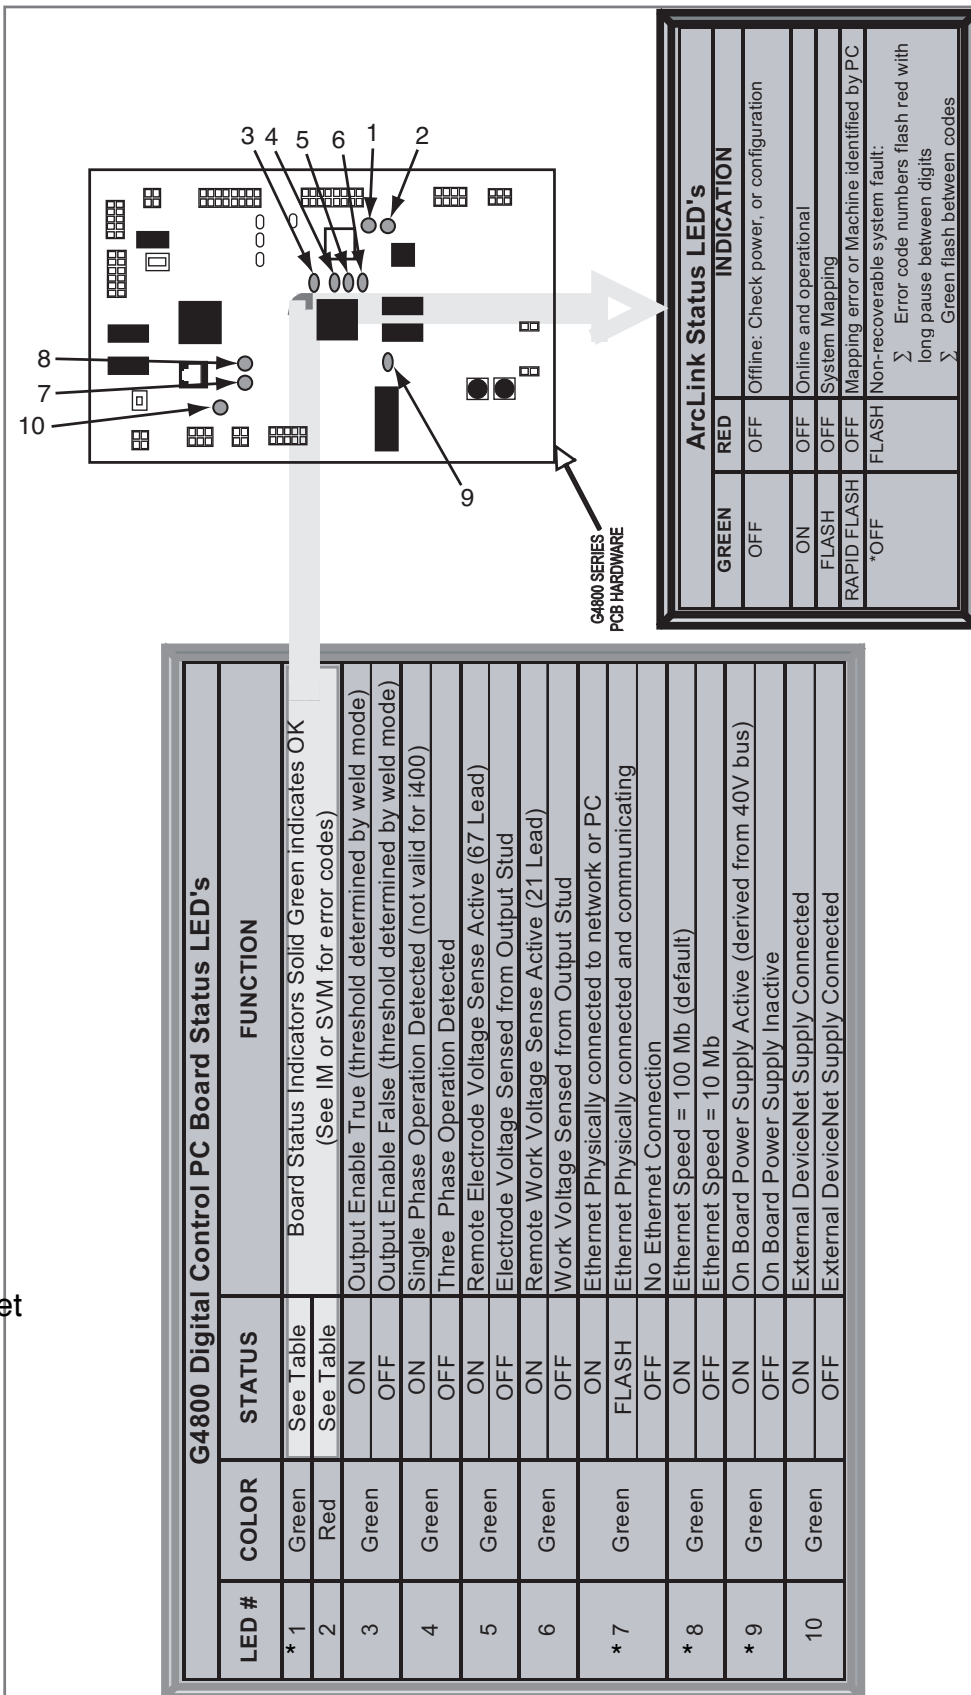 3 4 5 6 1 2
8
7
10
9
G4800 SERIES
PCB HARDWARE
ArcLink Status LED's
GREEN RED INDICATION
OFF OFF Offline: Check power, or configuration
ON OFF Online and operational
FLASH OFF System Mapping
RAPID FLASH OFF Mapping error or Machine identified by PC
*OFF FLASH Non-recoverable system fault:
∑ Error code numbers flash red with
long pause between digits
∑ Green flash between codes
G4800 Digital Control PC Board Status LED's
LED # COLOR STATUS FUNCTION
* 1 Green See Table Board Status Indicators Solid Green indicates OK
2 Red See Table (See IM or SVM for error codes)
3 Green ON Output Enable True (threshold determined by weld mode)
OFF Output Enable False (threshold determined by weld mode)
4 Green ON Single Phase Operation Detected (not valid for i400)
OFF Three Phase Operation Detected
5 Green ON Remote Electrode Voltage Sense Active (67 Lead)
OFF Electrode Voltage Sensed from Output Stud
6 Green ON Remote Work Voltage Sense Active (21 Lead)
OFF Work Voltage Sensed from Output Stud
* 7 Green ON Ethernet Physically connected to network or PC
FLASH Ethernet Physically connected and communicating
OFF No Ethernet Connection
* 8 Green ON Ethernet Speed = 100 Mb (default)
OFF Ethernet Speed = 10 Mb
* 9 Green ON On Board Power Supply Active (derived from 40V bus)
OFF On Board Power Supply Inactive
10 Green ON External DeviceNet Supply Connected
OFF External DeviceNet Supply Connected
et